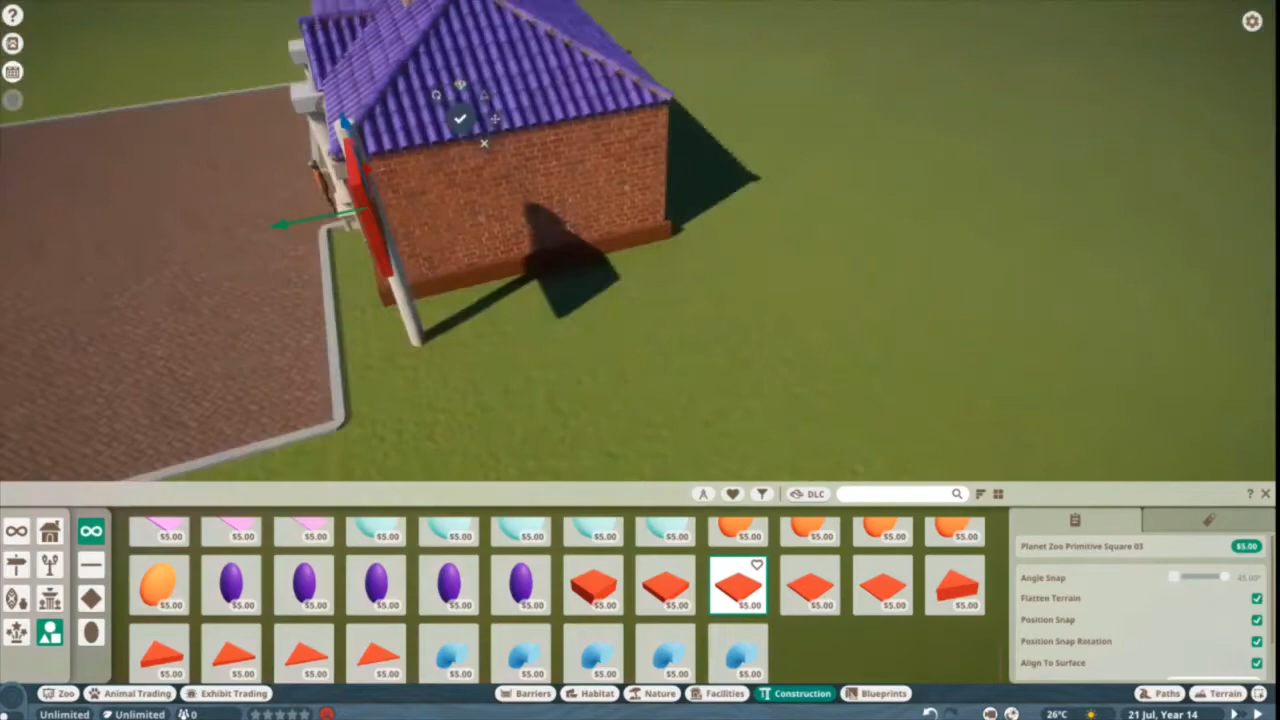 DLC
?
$5.00 $5.00 $5.00 $5.00 $5.00 $5.00 $5.00 $5.00 $5.00 $5.00 $5.00 $5.00
$5.00 $5.00 $5.00 $5.00 $5.00 $5.00 $5.00 $5.00 $5.00 $5.00 $5.00 $5.00
$5.00 $5.00 $5.00 $5.00 $5.00 $5.00 $5.00 $5.00 $5.00
Planet Zoo Primitive Square 03 $5.00
Angle Snap 45.00°
Flatten Terrain
Position Snap
Position Snap Rotation
Align To Surface
Zoo Animal Trading Exhibit Trading Barriers Habitat Nature Facilities Construction Blueprints Paths Terrain
Unlimited Unlimited 0 26°C 21 Jul, Year 14